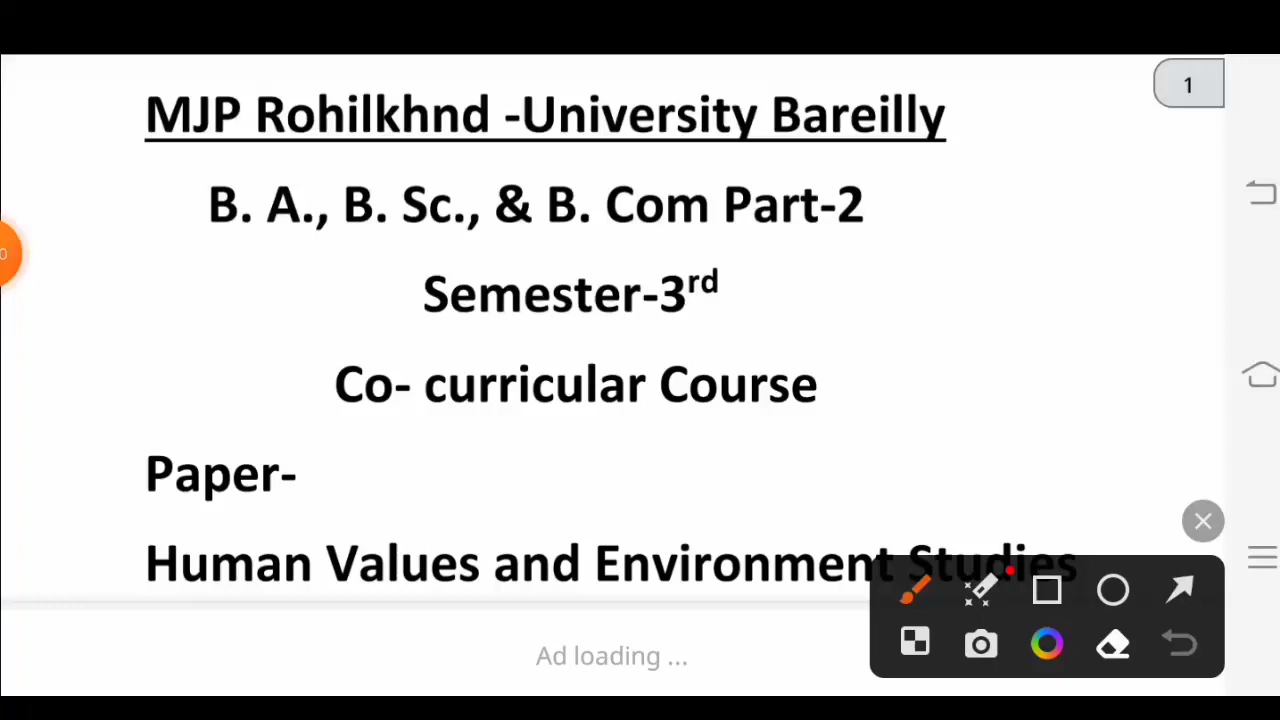 1
MJP Rohilkhnd -University Bareilly
B. A., B. Sc., & B. Com Part-2
Semester-3rd
Co- curricular Course
Paper-
Human Values and Environment Studies
Ad loading ...
0